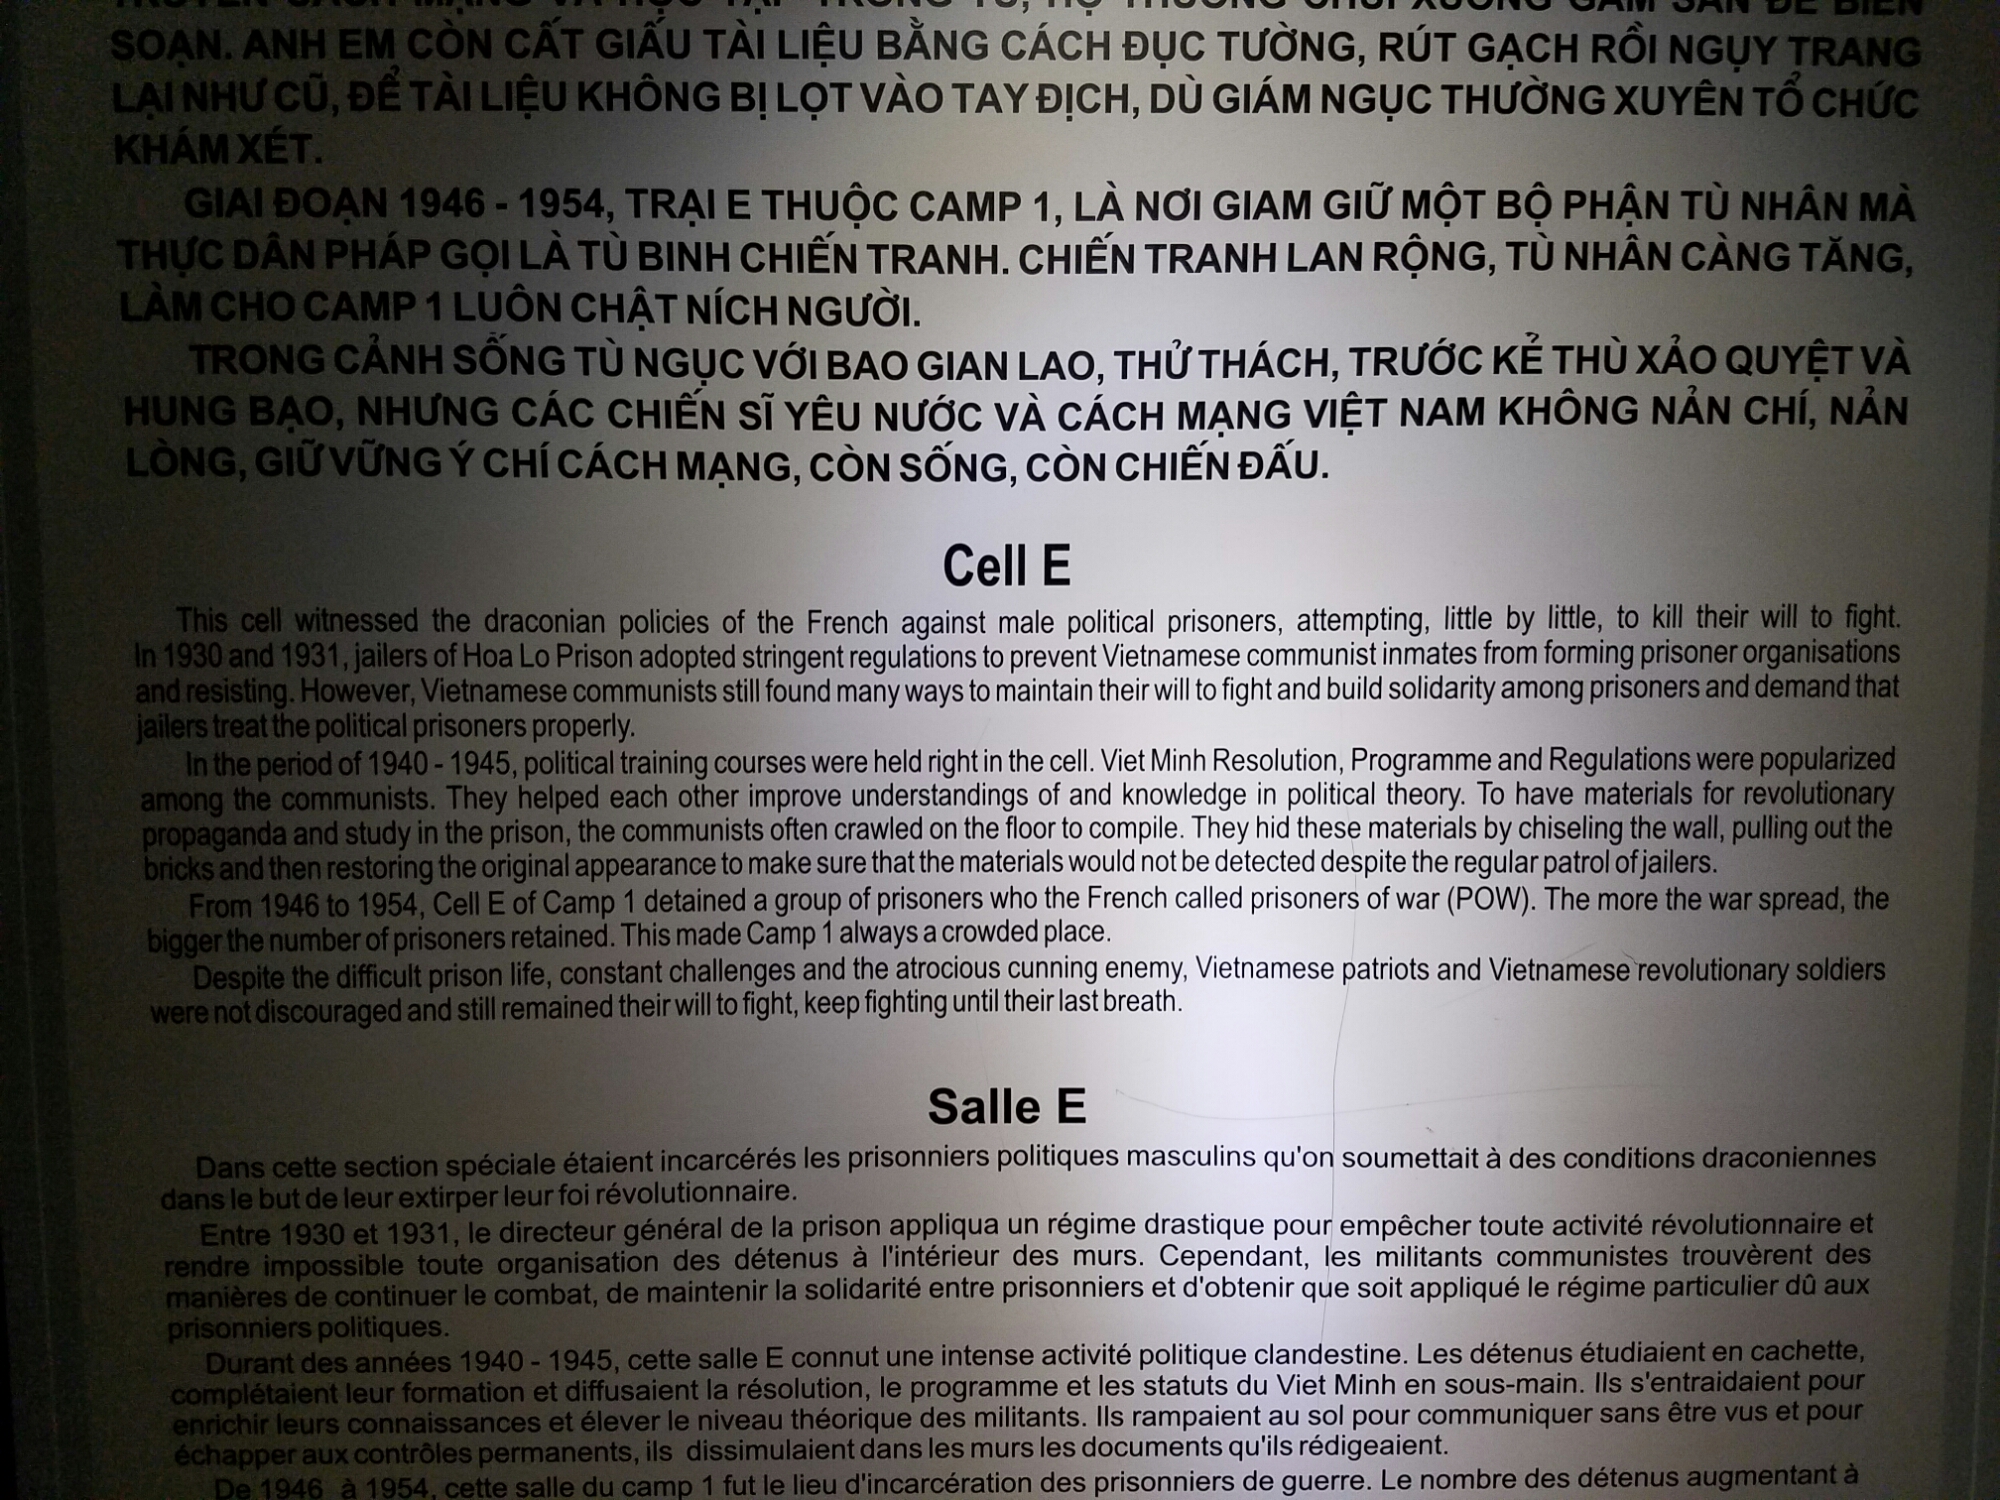 TRUYỀN CÁCH MẠNG VÀ HỌC TẬP TRONG TÙ, HỌ THƯỜNG CHUI XUỐNG GẦM SÀN ĐỂ BIÊN
SOẠN. ANH EM CÒN CẤT GIẤU TÀI LIỆU BẰNG CÁCH ĐỤC TƯỜNG, RÚT GẠCH RỒI NGỤY TRANG
LẠI NHƯ CŨ, ĐỂ TÀI LIỆU KHÔNG BỊ LỌT VÀO TAY ĐỊCH, DÙ GIÁM NGỤC THƯỜNG XUYÊN TỔ CHỨC
KHÁM XÉT.
GIAI ĐOẠN 1946 - 1954, TRẠI E THUỘC CAMP 1, LÀ NƠI GIAM GIỮ MỘT BỘ PHẬN TÙ NHÂN MÀ
THỰC DÂN PHÁP GỌI LÀ TÙ BINH CHIẾN TRANH. CHIẾN TRANH LAN RỘNG, TÙ NHÂN CÀNG TĂNG,
LÀM CHO CAMP 1 LUÔN CHẬT NÍCH NGƯỜI.
TRONG CẢNH SỐNG TÙ NGỤC VỚI BAO GIAN LAO, THỬ THÁCH, TRƯỚC KẺ THÙ XẢO QUYỆT VÀ
HUNG BẠO, NHƯNG CÁC CHIẾN SĨ YÊU NƯỚC VÀ CÁCH MẠNG VIỆT NAM KHÔNG NẢN CHÍ, NẢN
LÒNG, GIỮ VỮNG Ý CHÍ CÁCH MẠNG, CÒN SỐNG, CÒN CHIẾN ĐẤU.
Cell E
This cell witnessed the draconian policies of the French against male political prisoners, attempting, little by little, to kill their will to fight.
In 1930 and 1931, jailers of Hoa Lo Prison adopted stringent regulations to prevent Vietnamese communist inmates from forming prisoner organisations
and resisting. However, Vietnamese communists still found many ways to maintain their will to fight and build solidarity among prisoners and demand that
jailers treat the political prisoners properly.
In the period of 1940 - 1945, political training courses were held right in the cell. Viet Minh Resolution, Programme and Regulations were popularized
among the communists. They helped each other improve understandings of and knowledge in political theory. To have materials for revolutionary
propaganda and study in the prison, the communists often crawled on the floor to compile. They hid these materials by chiseling the wall, pulling out the
bricks and then restoring the original appearance to make sure that the materials would not be detected despite the regular patrol of jailers.
From 1946 to 1954, Cell E of Camp 1 detained a group of prisoners who the French called prisoners of war (POW). The more the war spread, the
bigger the number of prisoners retained. This made Camp 1 always a crowded place.
Despite the difficult prison life, constant challenges and the atrocious cunning enemy, Vietnamese patriots and Vietnamese revolutionary soldiers
were not discouraged and still remained their will to fight, keep fighting until their last breath.
Salle E
Dans cette section spéciale étaient incarcérés les prisonniers politiques masculins qu'on soumettait à des conditions draconiennes
dans le but de leur extirper leur foi révolutionnaire.
Entre 1930 et 1931, le directeur général de la prison appliqua un régime drastique pour empêcher toute activité révolutionnaire et
rendre impossible toute organisation des détenus à l'intérieur des murs. Cependant, les militants communistes trouvèrent des
manières de continuer le combat, de maintenir la solidarité entre prisonniers et d'obtenir que soit appliqué le régime particulier dû aux
prisonniers politiques.
Durant des années 1940 - 1945, cette salle E connut une intense activité politique clandestine. Les détenus étudiaient en cachette,
complétaient leur formation et diffusaient la résolution, le programme et les statuts du Viet Minh en sous-main. Ils s'entraidaient pour
enrichir leurs connaissances et élever le niveau théorique des militants. Ils rampaient au sol pour communiquer sans être vus et pour
échapper aux contrôles permanents, ils dissimulaient dans les murs les documents qu'ils rédigeaient.
De 1946 à 1954, cette salle du camp 1 fut le lieu d'incarcération des prisonniers de guerre. Le nombre des détenus augmentant à